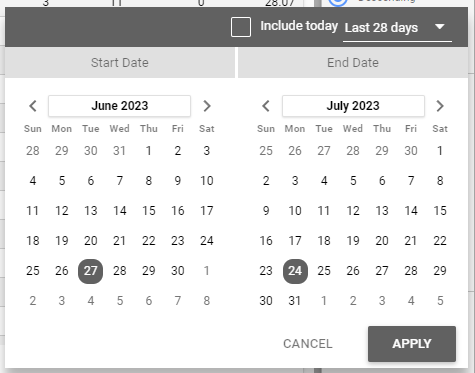 3 11 0 28.07
Include today Last 28 days
Start Date End Date
June 2023 July 2023
Sun Mon Tue Wed Thu Fri Sat Sun Mon Tue Wed Thu Fri Sat
28 29 30 31 1 2 3 25 26 27 28 29 30 1
4 5 6 7 8 9 10 2 3 4 5 6 7 8
11 12 13 14 15 16 17 9 10 11 12 13 14 15
18 19 20 21 22 23 24 16 17 18 19 20 21 22
25 26 27 28 29 30 1 23 24 25 26 27 28 29
2 3 4 5 6 7 8 30 31 1 2 3 4 5
CANCEL APPLY